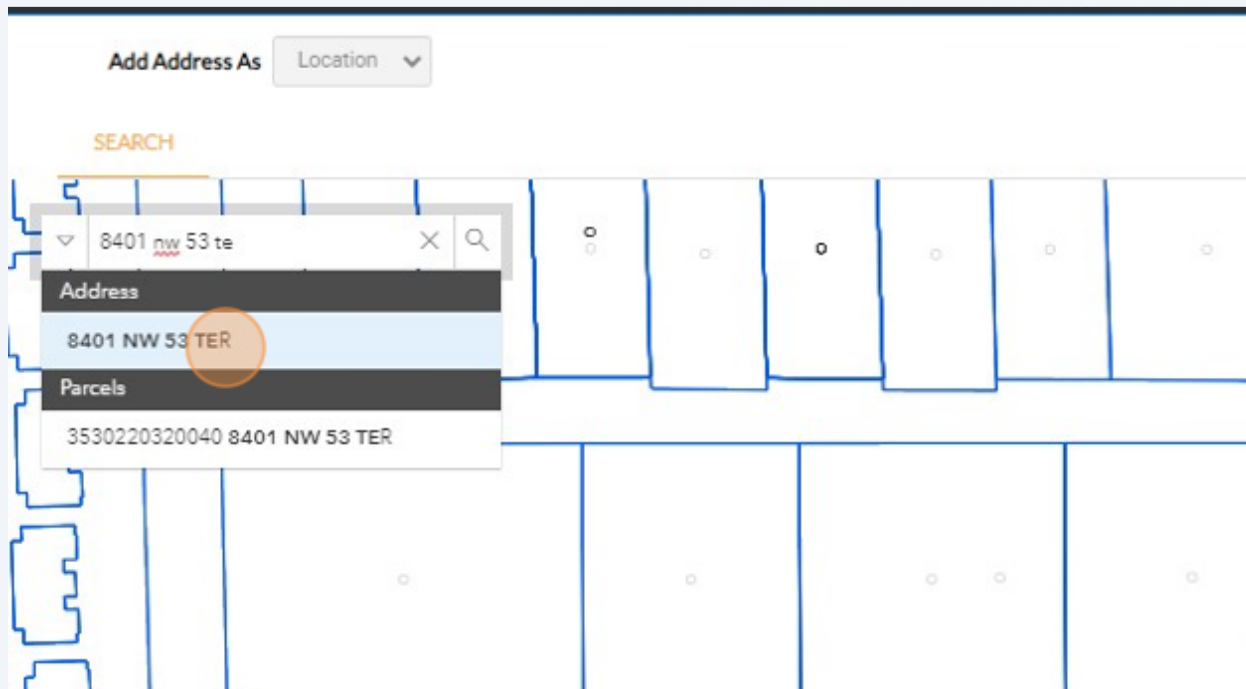 Add Address As Location
SEARCH
8401 nw 53 te
Address
8401 NW 53 TER
Parcels
3530220320040 8401 NW 53 TER